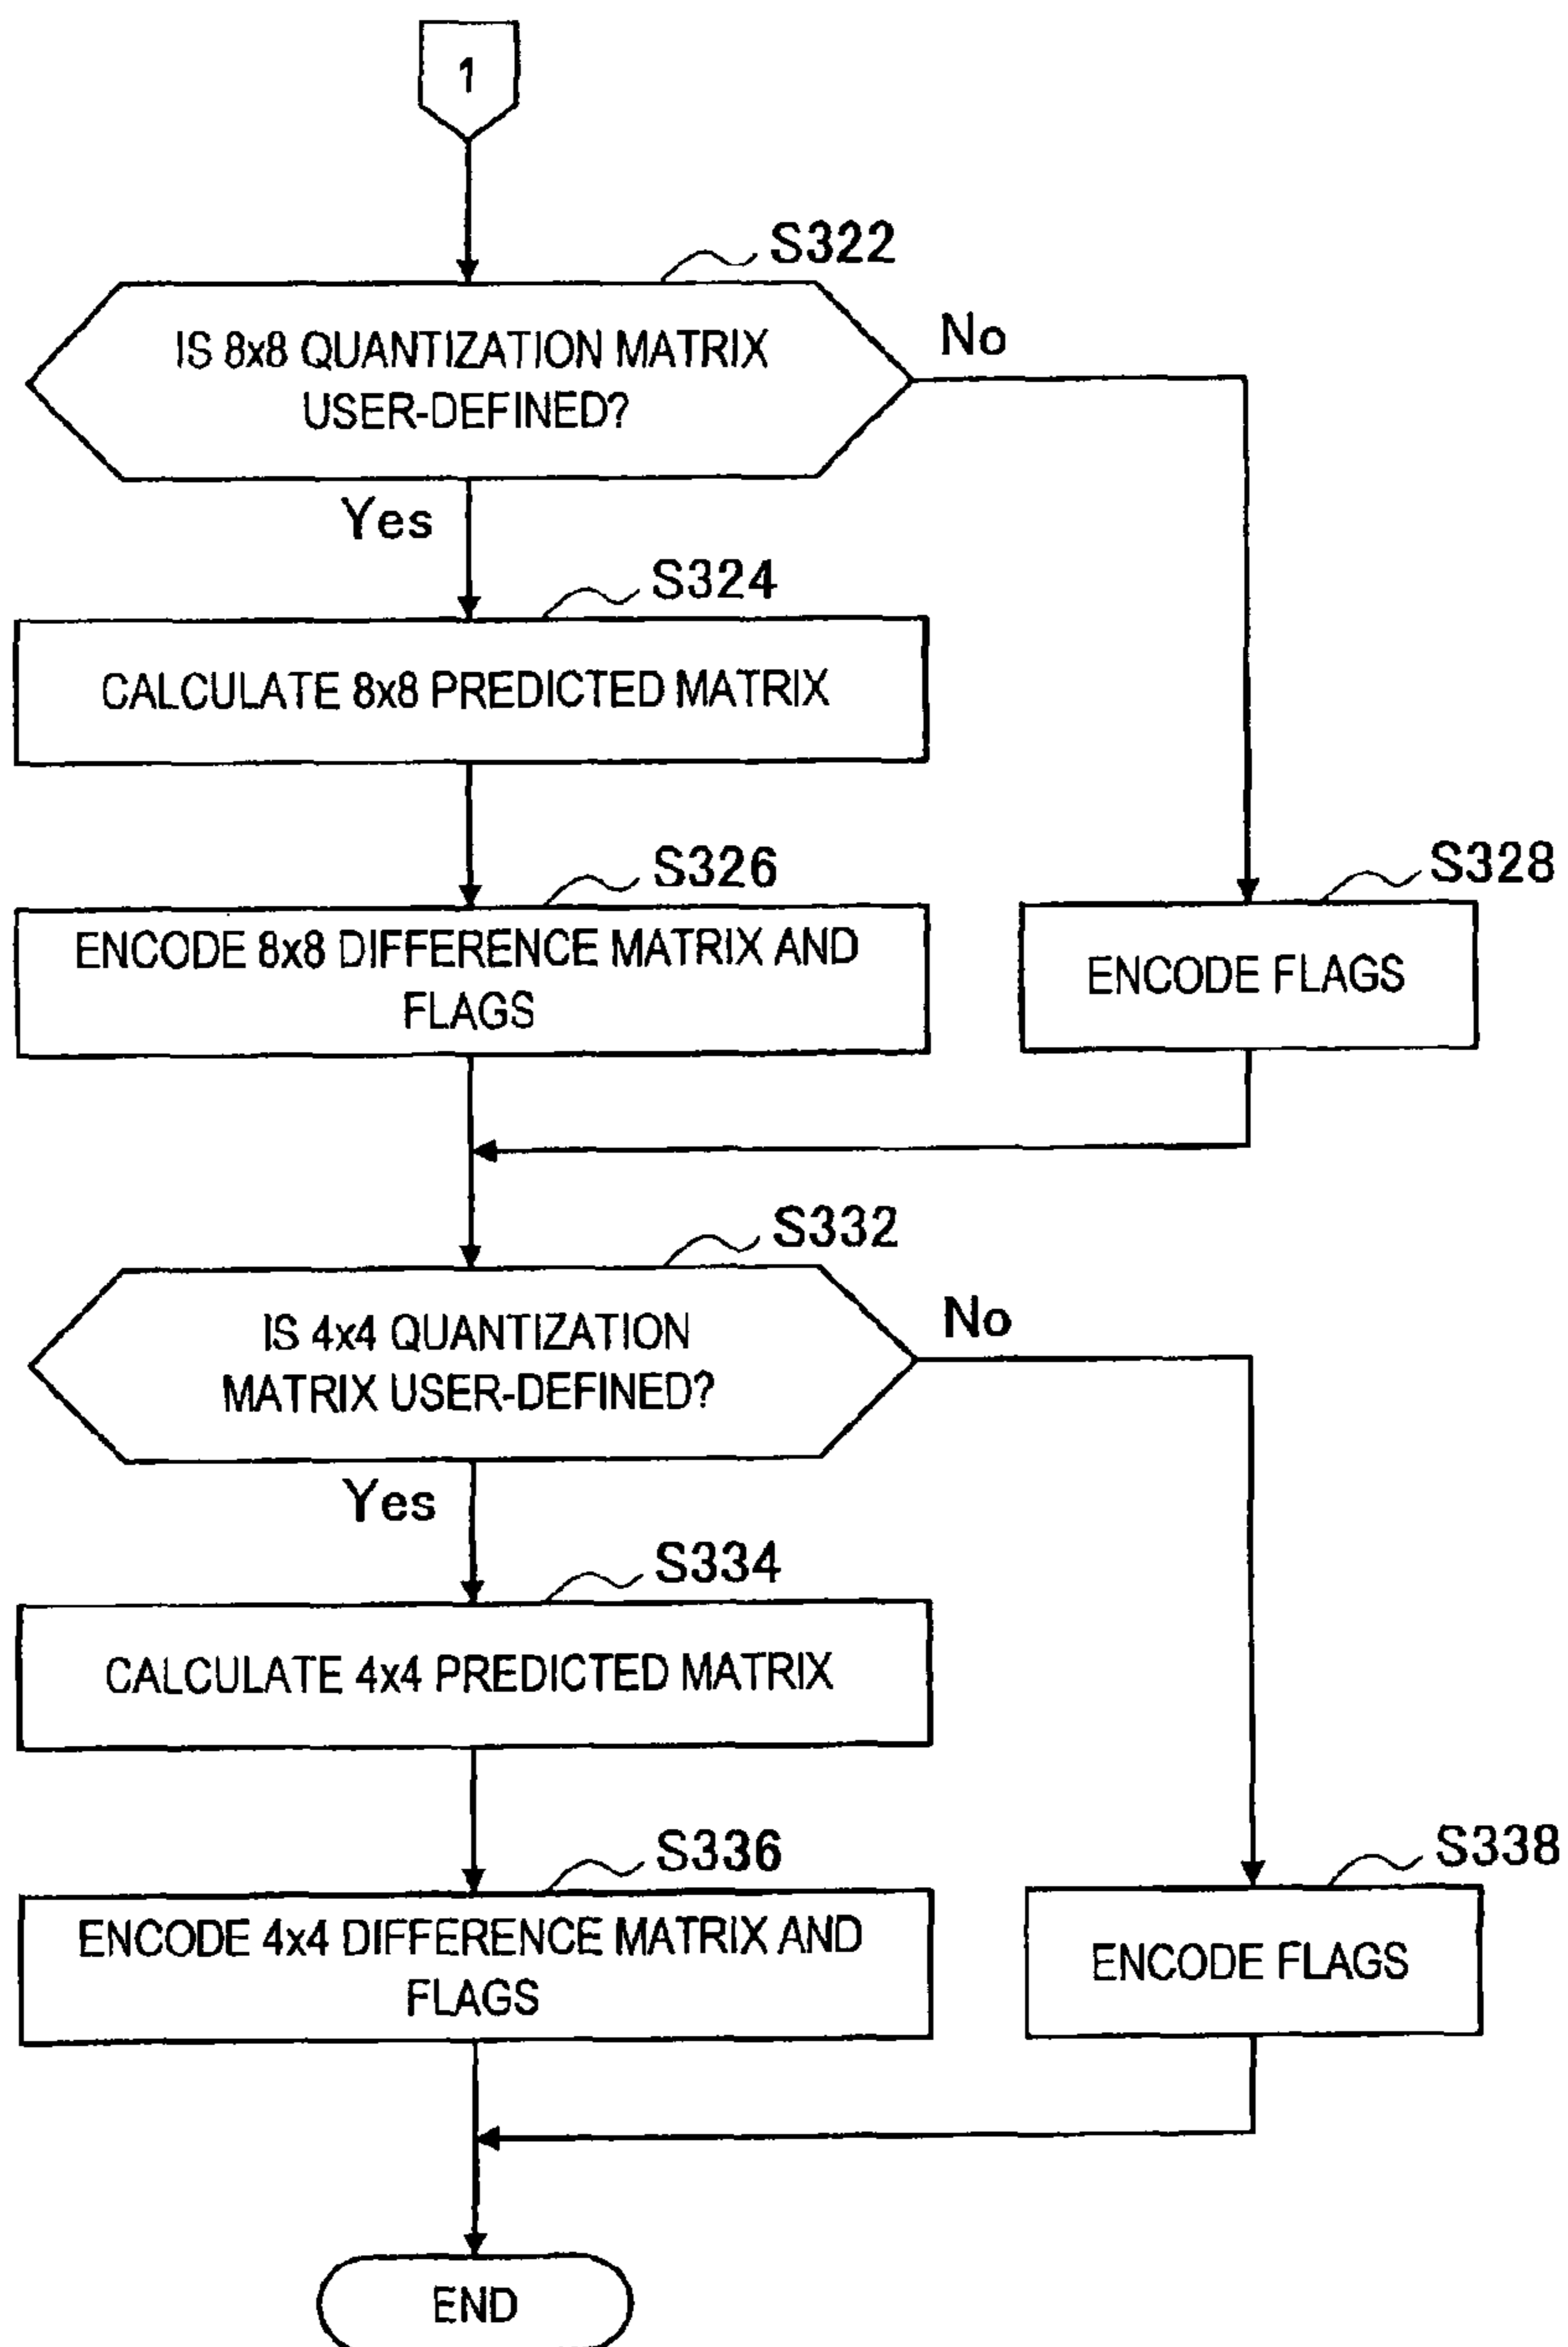 1
S322
IS 8x8 QUANTIZATION MATRIX
USER-DEFINED?
No
Yes
S324
CALCULATE 8x8 PREDICTED MATRIX
S326
ENCODE 8x8 DIFFERENCE MATRIX AND
FLAGS
S328
ENCODE FLAGS
S332
IS 4x4 QUANTIZATION
MATRIX USER-DEFINED?
No
Yes
S334
CALCULATE 4x4 PREDICTED MATRIX
S336
ENCODE 4x4 DIFFERENCE MATRIX AND
FLAGS
S338
ENCODE FLAGS
END